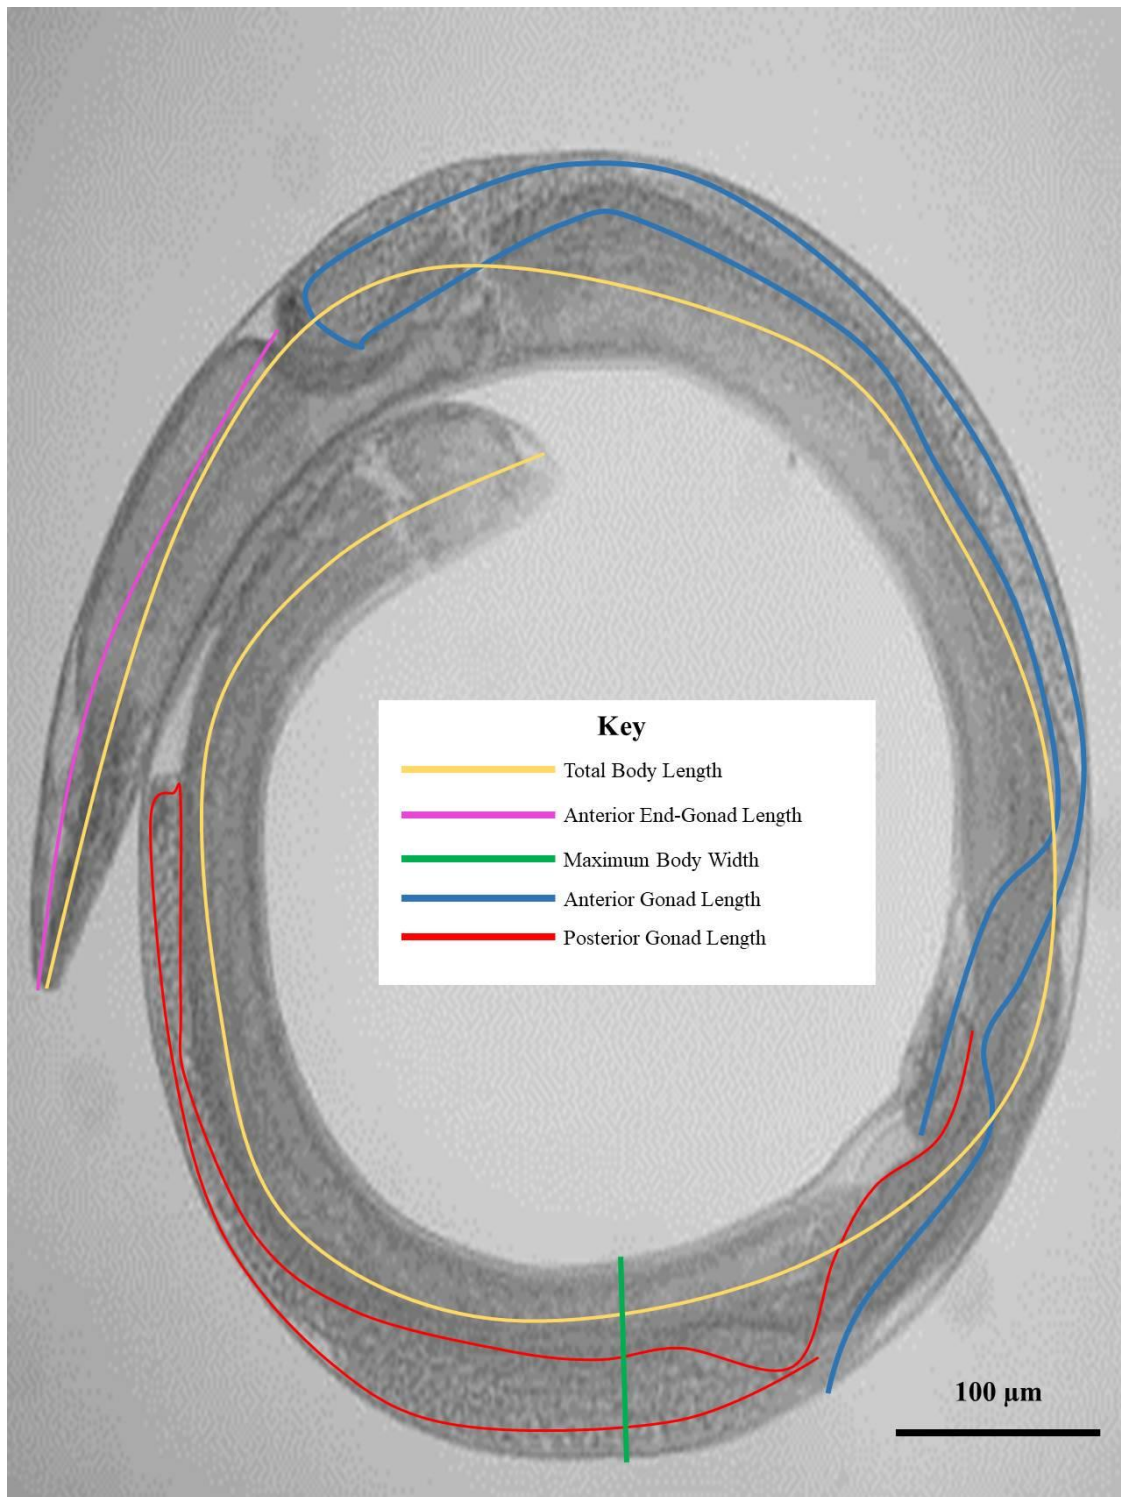 Key
Total Body Length
Anterior End-Gonad Length
Maximum Body Width
Anterior Gonad Length
Posterior Gonad Length
100 μm